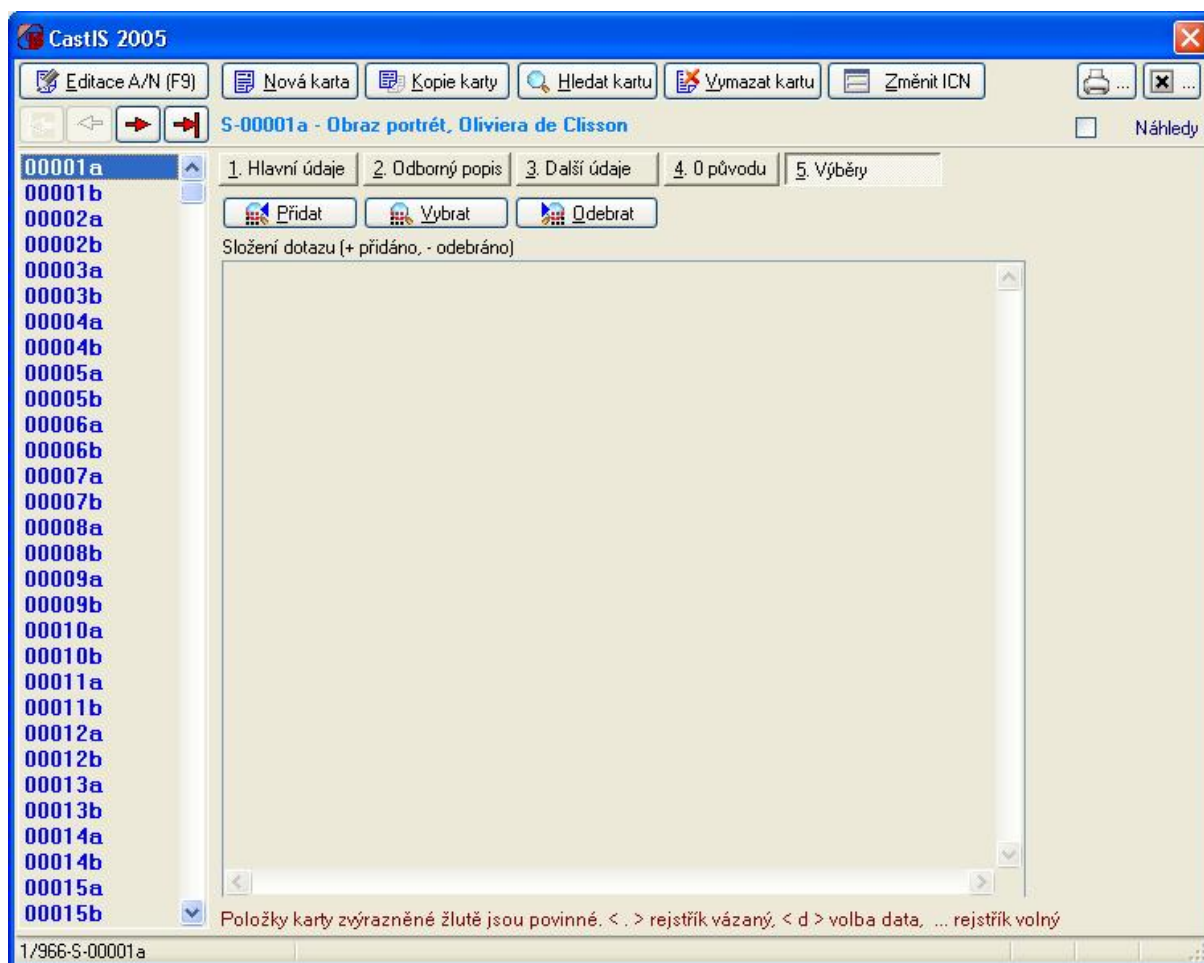 CastIS 2005
Editace A/N (F9) Nová karta Kopie karty Hledat kartu Vymazat kartu Změnit ICN ... ...
S-00001a - Obraz portrét, Oliviera de Clisson Náhledy
1. Hlavní údaje 2. Odborný popis 3. Další údaje 4. O původu 5. Výběry
Přidat Vybrat Odebrat
Složení dotazu (+ přidáno, - odebráno)
00001a
00001b
00002a
00002b
00003a
00003b
00004a
00004b
00005a
00005b
00006a
00006b
00007a
00007b
00008a
00008b
00009a
00009b
00010a
00010b
00011a
00011b
00012a
00012b
00013a
00013b
00014a
00014b
00015a
00015b
Položky karty zvýrazněné žlutě jsou povinné. < . > rejstřík vázaný, < d > volba data, ... rejstřík volný
1/966-S-00001a